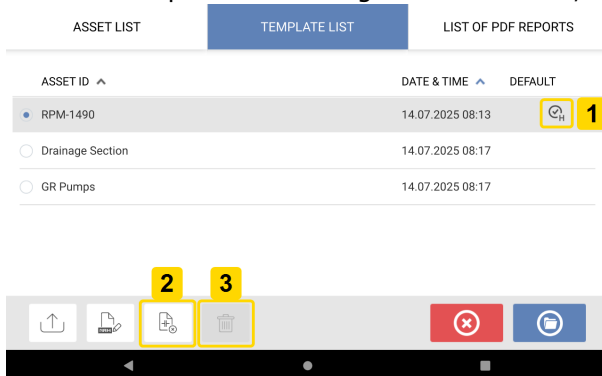 ASSET LIST TEMPLATE LIST LIST OF PDF REPORTS
ASSET ID DATE & TIME DEFAULT
RPM-1490 14.07.2025 08:13 H 1
Drainage Section 14.07.2025 08:17
GR Pumps 14.07.2025 08:17
2 3